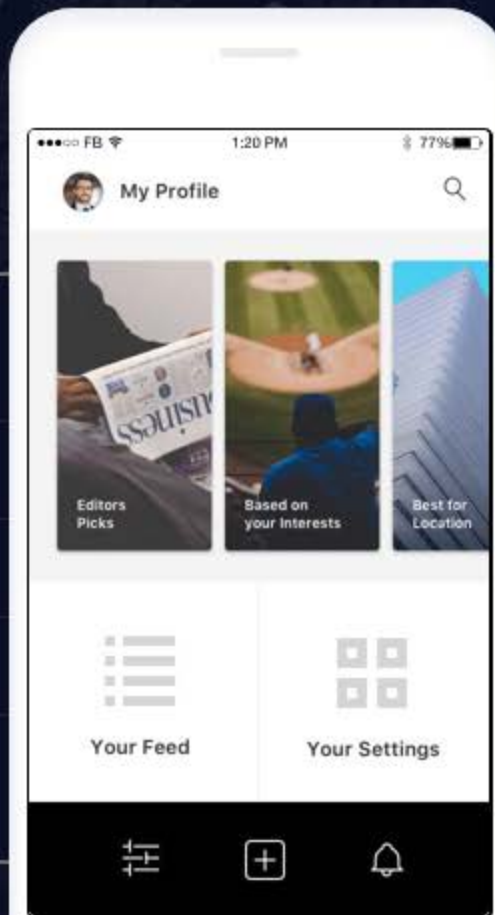 FB
1:20 PM
77%
My Profile
usiness
Editors
Picks
Based on
your Interests
Best for
Location
Your Feed
Your Settings